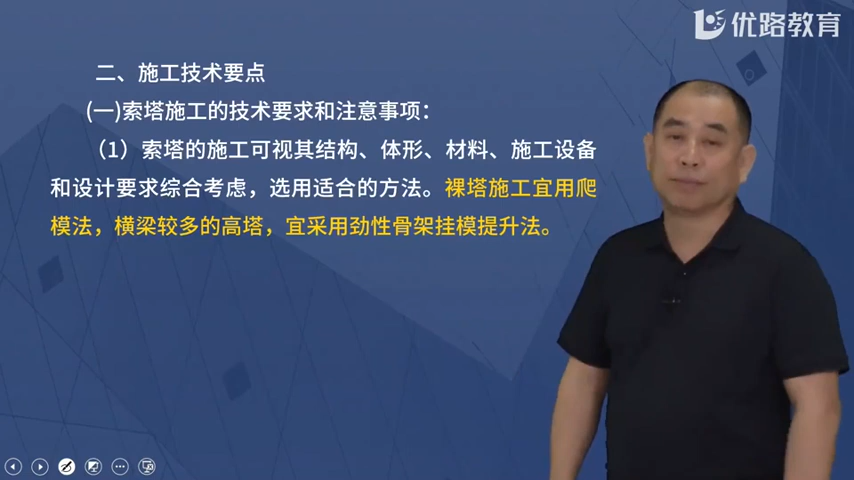 优路教育
二、施工技术要点
(一)索塔施工的技术要求和注意事项：
（1）索塔的施工可视其结构、体形、材料、施工设备
和设计要求综合考虑，选用适合的方法。裸塔施工宜用爬
模法，横梁较多的高塔，宜采用劲性骨架挂模提升法。